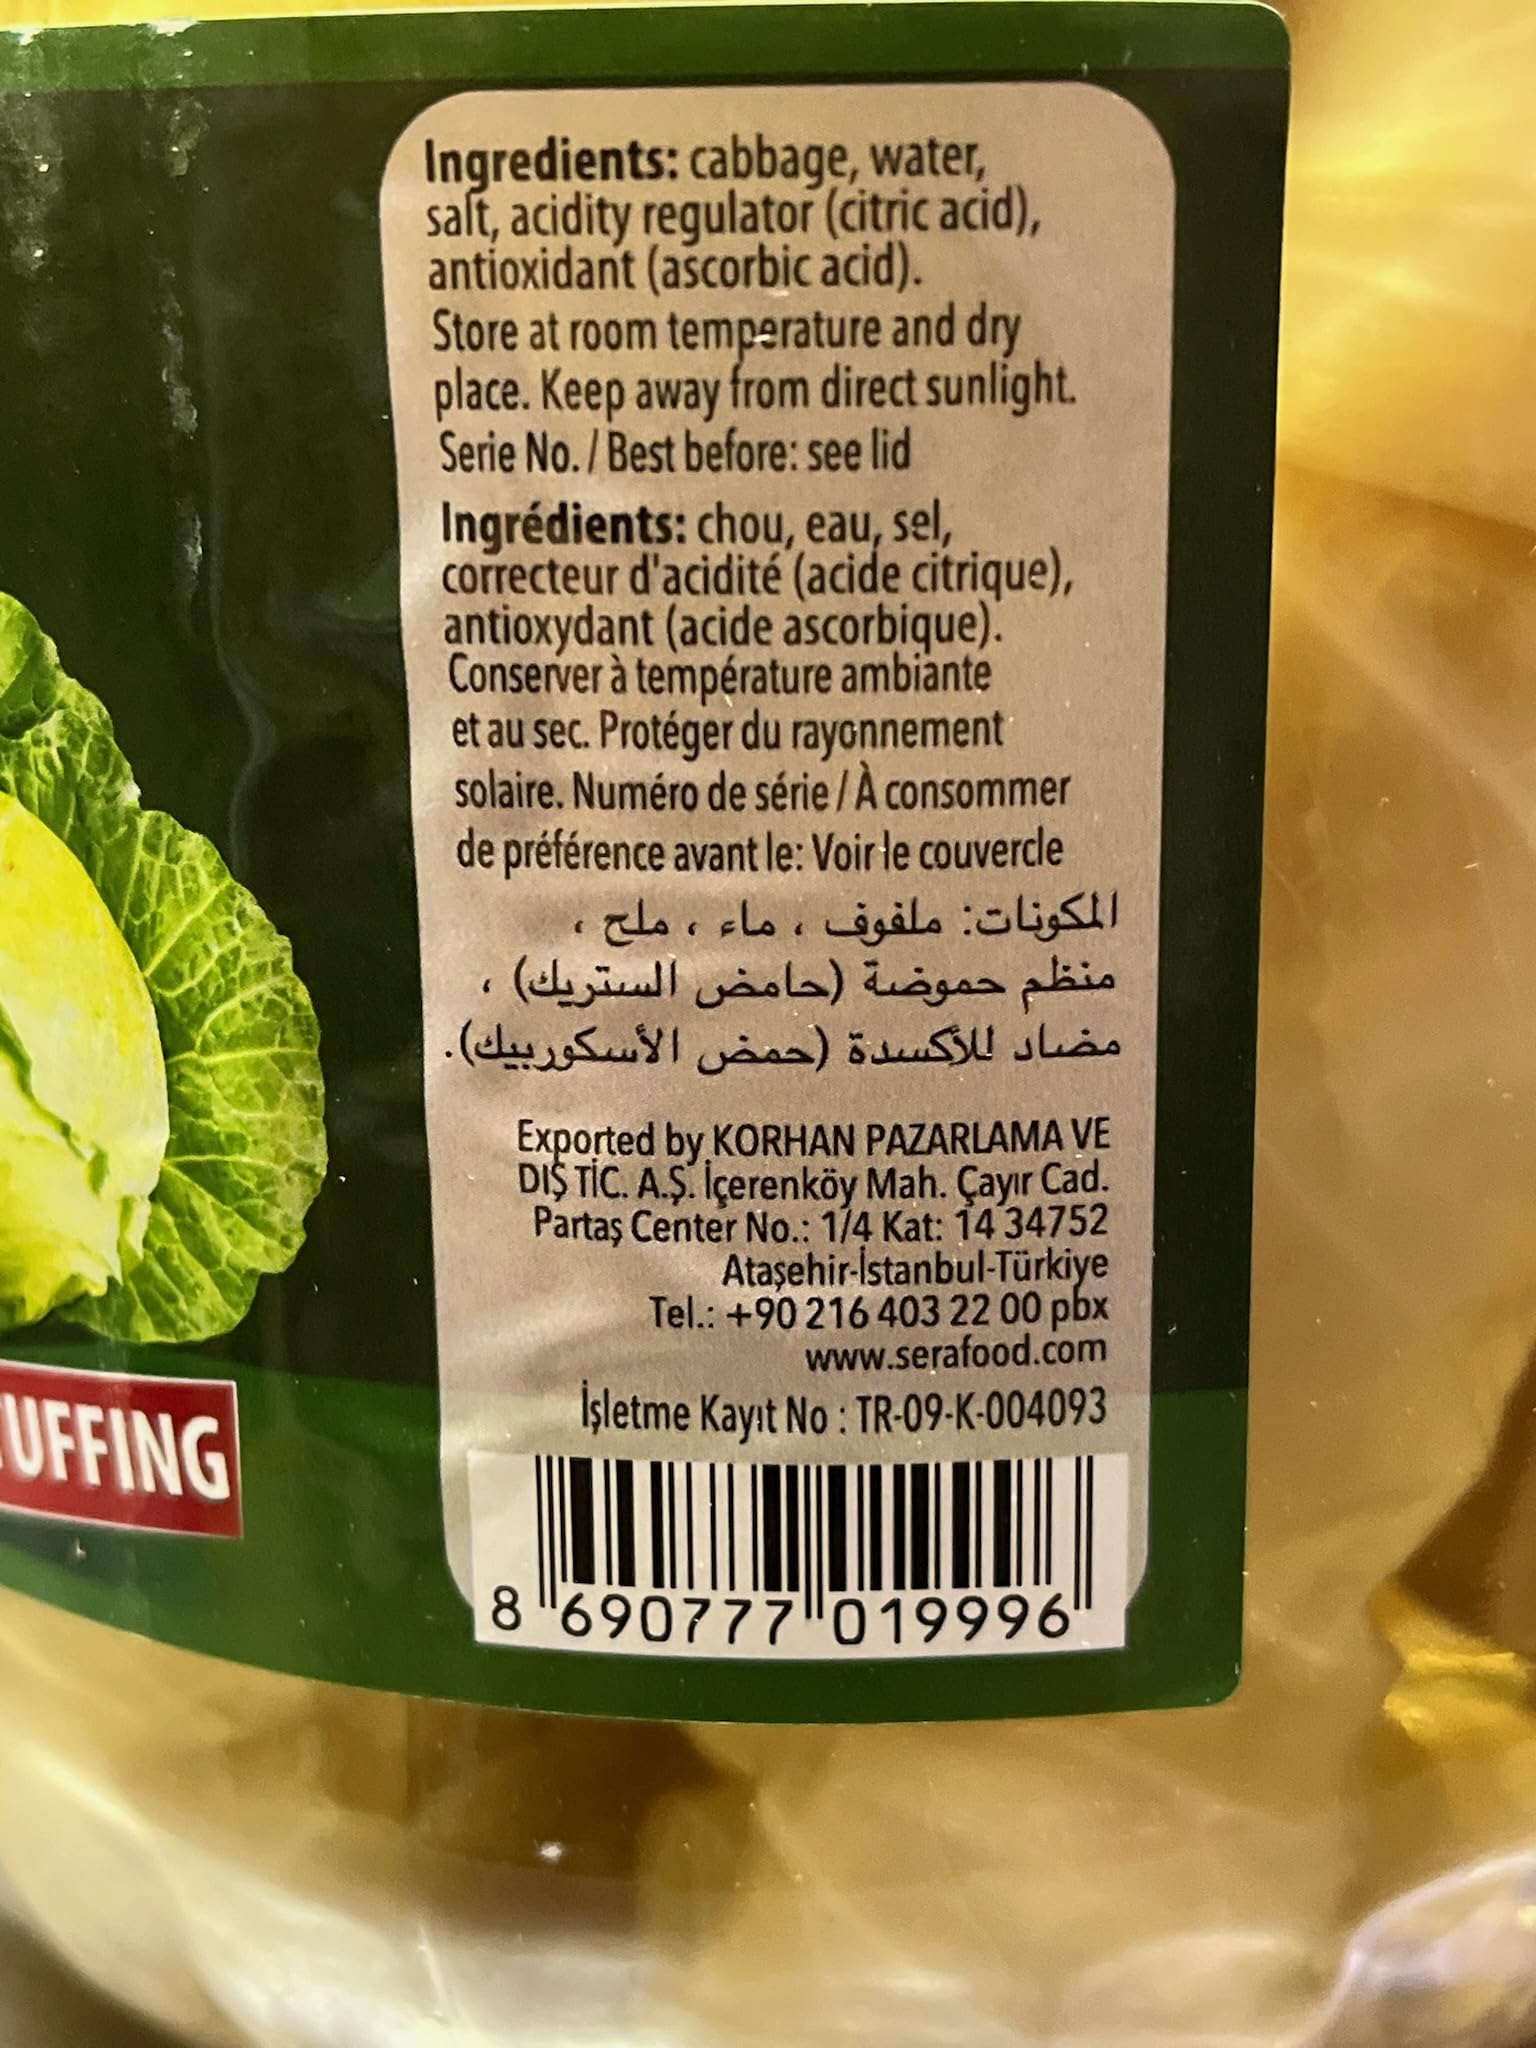 Ingredients: cabbage, water,
salt, acidity regulator (citric acid),
antioxidant (ascorbic acid).
Store at room temperature and dry
place. Keep away from direct sunlight.
Serie No. / Best before: see lid
Ingrédients: chou, eau, sel,
correcteur d'acidité (acide citrique),
antioxydant (acide ascorbique).
Conserver à température ambiante
et au sec. Protéger du rayonnement
solaire. Numéro de série / À consommer
de préférence avant le: Voir le couvercle
المكونات: ملفوف ، ماء ، ملح ،
منظم حموضة (حامض الستريك) ،
مضاد للأكسدة (حمض الأسكوربيك).
Exported by KORHAN PAZARLAMA VE
DIŞ TİC. A.Ş. İçerenköy Mah. Çayır Cad.
Partaş Center No.: 1/4 Kat: 14 34752
Ataşehir-İstanbul-Türkiye
Tel.: +90 216 403 22 00 pbx
www.serafood.com
İşletme Kayıt No : TR-09-K-004093
UFFING
8 690777 019996